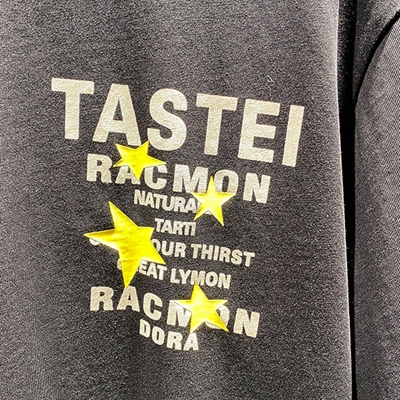 TASTEI
RACMON
NATURA
TARTI
OUR THIRST
EAT LYMON
RACMON
DORA